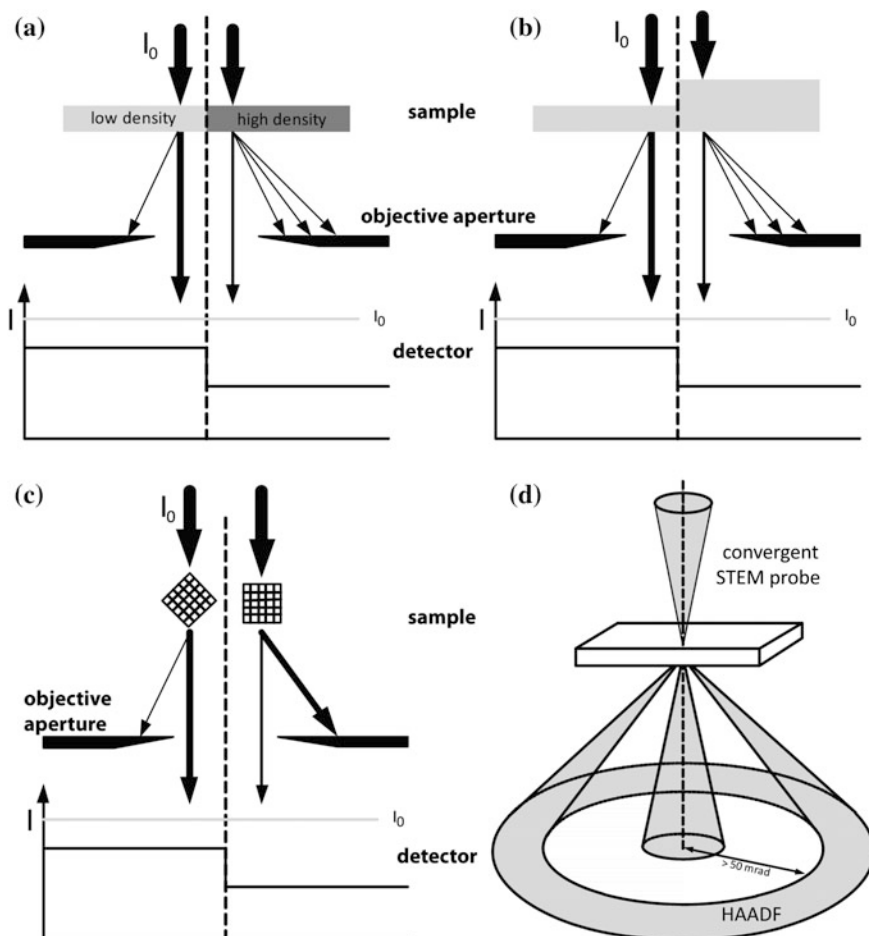 (a)
I₀
low density
high density
sample
objective aperture
I
I₀
detector
(b)
I₀
I₀
(c)
I₀
sample
objective
aperture
I
I₀
detector
(d)
convergent
STEM probe
> 50 mrad
HAADF